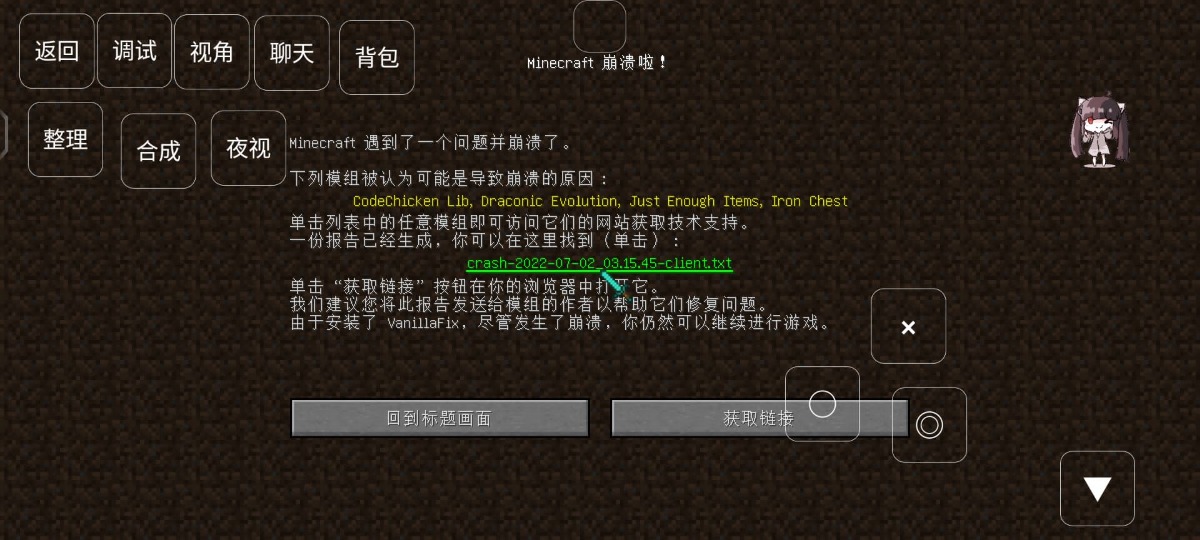 返回 调试 视角 聊天 背包
Minecraft 崩溃啦！
整理 合成 夜视
Minecraft 遇到了一个问题并崩溃了。
下列模组被认为可能是导致崩溃的原因：
CodeChicken Lib, Draconic Evolution, Just Enough Items, Iron Chest
单击列表中的任意模组即可访问它们的网站获取技术支持。
一份报告已经生成，你可以在这里找到（单击）：
crash-2022-07-02_03.15.45-client.txt
单击 “获取链接” 按钮在你的浏览器中打开它。
我们建议您将此报告发送给模组的作者以帮助它们修复问题。
由于安装了 VanillaFix，尽管发生了崩溃，你仍然可以继续进行游戏。
回到标题画面 获取链接